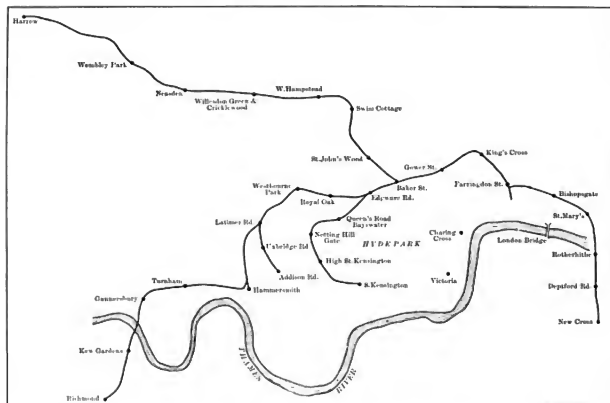 Harrow
Wembley Park
Neasden
Willesden Green &
Cricklewood
W. Hampstead
Swiss Cottage
St. John's Wood
Gower St.
King's Cross
Baker St.
Farringdon St.
Bishopsgate
St. Mary's
Westbourne
Park
Royal Oak
Edgware Rd.
Queen's Road
Bayswater
Latimer Rd.
Notting Hill
Gate
HYDE PARK
Charing
Cross
London Bridge
Uxbridge Rd
Rotherhithe
High St. Kensington
Addison Rd.
Victoria
Turnham
Hammersmith
S. Kensington
Deptford Rd.
Gunnersbury
New Cross
Kew Gardens
THAMES
RIVER
Richmond